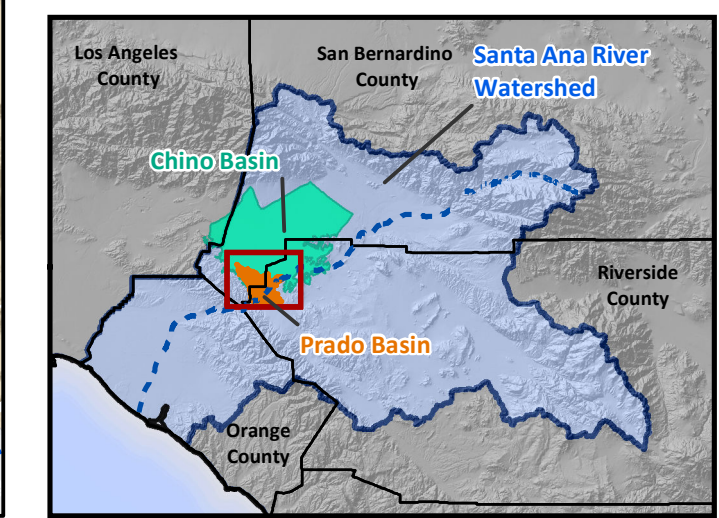 Los Angeles
County
San Bernardino
County
Santa Ana River
Watershed
Chino Basin
Riverside
County
Prado Basin
Orange
County